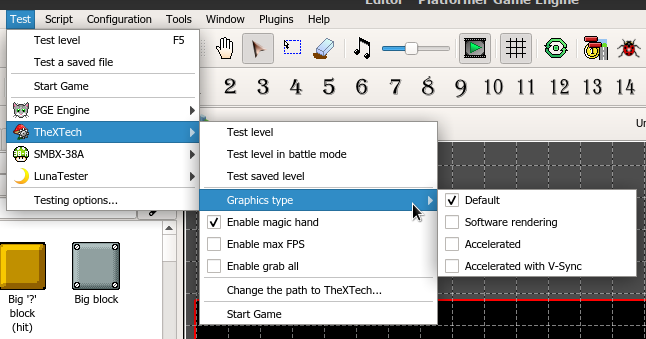 Editor - Platformer Game Engine
Test Script Configuration Tools Window Plugins Help
Test level F5
Test a saved file
Start Game
PGE Engine
TheXTech
SMBX-38A
LunaTester
Testing options...
2 3 4 5 6 7 8 9 10 11 12 13 14
Test level
Test level in battle mode
Test saved level
Graphics type
Enable magic hand
Enable max FPS
Enable grab all
Change the path to TheXTech...
Start Game
Default
Software rendering
Accelerated
Accelerated with V-Sync
Big '?'
block
(hit)
Big block